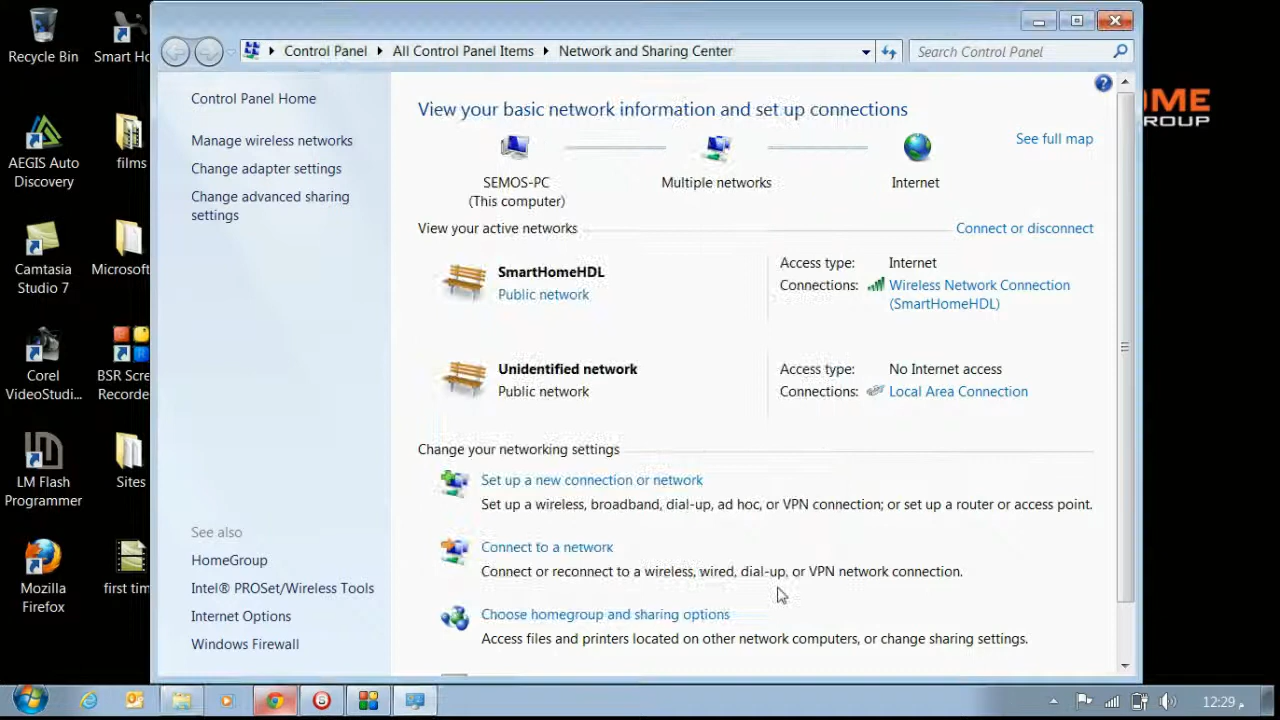 Recycle Bin
Smart Ho
AEGIS Auto
Discovery
films
Camtasia
Studio 7
Microsoft
Corel
VideoStudi...
BSR Scre
Recorde
LM Flash
Programmer
Sites
Mozilla
Firefox
first tim
OME
GROUP
Control Panel
All Control Panel Items
Network and Sharing Center
Search Control Panel
Control Panel Home
Manage wireless networks
Change adapter settings
Change advanced sharing
settings
See also
HomeGroup
Intel® PROSet/Wireless Tools
Internet Options
Windows Firewall
View your basic network information and set up connections
See full map
SEMOS-PC
(This computer)
Multiple networks
Internet
View your active networks
Connect or disconnect
SmartHomeHDL
Public network
Access type: Internet
Connections: Wireless Network Connection
(SmartHomeHDL)
Unidentified network
Public network
Access type: No Internet access
Connections: Local Area Connection
Change your networking settings
Set up a new connection or network
Set up a wireless, broadband, dial-up, ad hoc, or VPN connection; or set up a router or access point.
Connect to a network
Connect or reconnect to a wireless, wired, dial-up, or VPN network connection.
Choose homegroup and sharing options
Access files and printers located on other network computers, or change sharing settings.
12:29 م